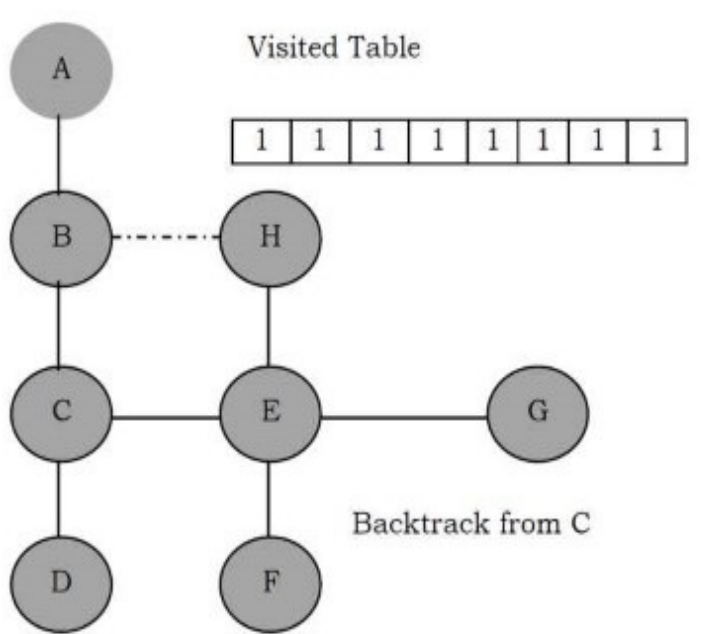 A
Visited Table
1 1 1 1 1 1 1 1
B H
C E G
Backtrack from C
D F